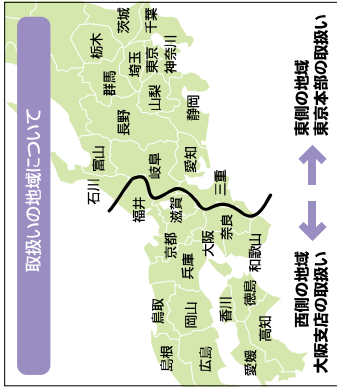 取扱いの地域について
石川
富山
福井
岐阜
長野
群馬
栃木
茨城
埼玉
千葉
東京
山梨
神奈川
静岡
愛知
三重
滋賀
京都
兵庫
大阪
奈良
和歌山
鳥取
島根
岡山
広島
香川
徳島
愛媛
高知
西側の地域
大阪支店の取扱い
東側の地域
東京本部の取扱い